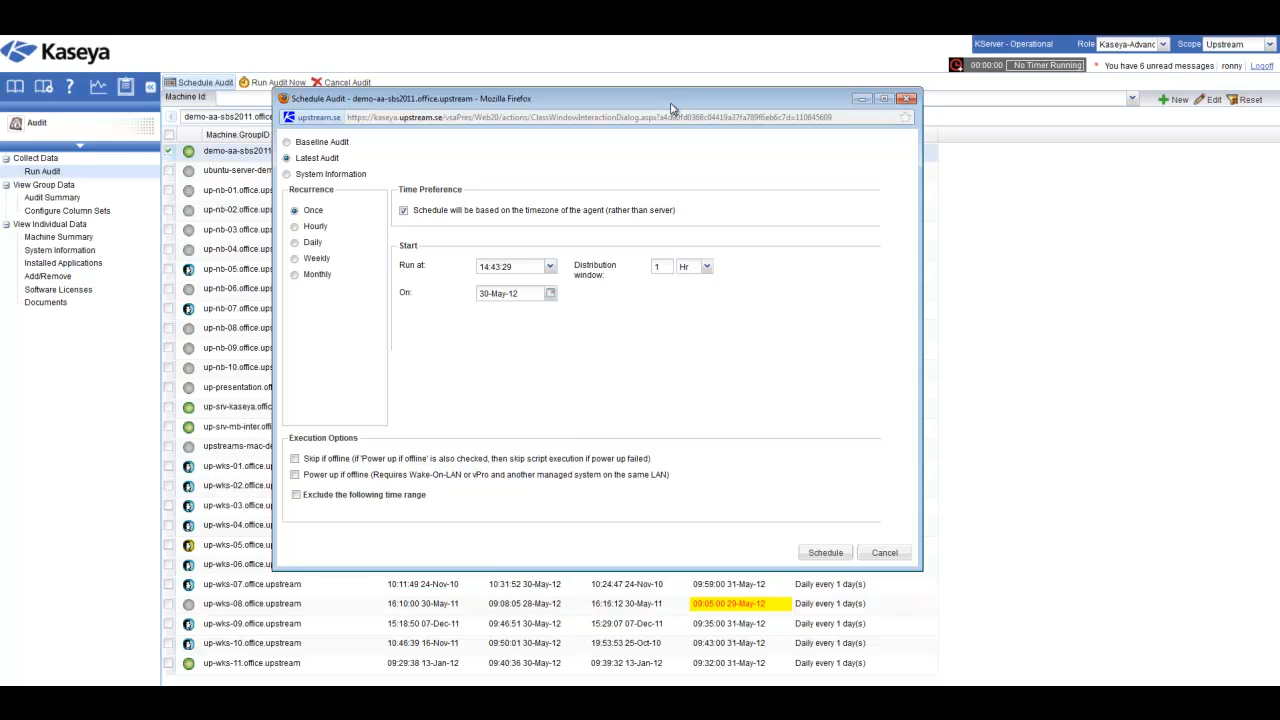 Kaseya
KServer - Operational
Role
Kaseya-Advanc
Scope
Upstream
00:00:00
No Timer Running
* You have 6 unread messages
ronny
Logoff
?
Schedule Audit
Run Audit Now
Cancel Audit
Machine Id:
New
Edit
Reset
Audit
demo-aa-sbs2011.offic
Machine.GroupID
Collect Data
Run Audit
View Group Data
Audit Summary
Configure Column Sets
View Individual Data
Machine Summary
System Information
Installed Applications
Add/Remove
Software Licenses
Documents
demo-aa-sbs2011
ubuntu-server-dem
up-nb-01.office.ups
up-nb-02.office.ups
up-nb-03.office.ups
up-nb-04.office.ups
up-nb-05.office.ups
up-nb-06.office.ups
up-nb-07.office.ups
up-nb-08.office.ups
up-nb-09.office.ups
up-nb-10.office.ups
up-presentation.off
up-srv-kaseya.offic
up-srv-mb-inter.off
upstreams-mac-de
up-wks-01.office.up
up-wks-02.office.up
up-wks-03.office.up
up-wks-04.office.up
up-wks-05.office.up
up-wks-06.office.up
Schedule Audit - demo-aa-sbs2011.office.upstream - Mozilla Firefox
upstream.se
Baseline Audit
Latest Audit
System Information
Recurrence
Once
Hourly
Daily
Weekly
Monthly
Time Preference
Schedule will be based on the timezone of the agent (rather than server)
Start
Run at:
14:43:29
Distribution window:
1
Hr
On:
30-May-12
Execution Options
Skip if offline (if 'Power up if offline' is also checked, then skip script execution if power up failed)
Power up if offline (Requires Wake-On-LAN or vPro and another managed system on the same LAN)
Exclude the following time range
Schedule
Cancel
up-wks-07.office.upstream 10:11:49 24-Nov-10 10:31:52 30-May-12 10:24:47 24-Nov-10 09:59:00 31-May-12 Daily every 1 day(s)
up-wks-08.office.upstream 16:10:00 30-May-11 09:08:05 28-May-12 16:16:12 30-May-11 09:05:00 29-May-12 Daily every 1 day(s)
up-wks-09.office.upstream 15:18:50 07-Dec-11 09:46:51 30-May-12 15:29:07 07-Dec-11 09:35:00 31-May-12 Daily every 1 day(s)
up-wks-10.office.upstream 10:46:39 16-Nov-11 09:50:01 30-May-12 19:53:53 25-Oct-10 09:43:00 31-May-12 Daily every 1 day(s)
up-wks-11.office.upstream 09:29:38 13-Jan-12 09:40:36 30-May-12 09:39:32 13-Jan-12 09:32:00 31-May-12 Daily every 1 day(s)